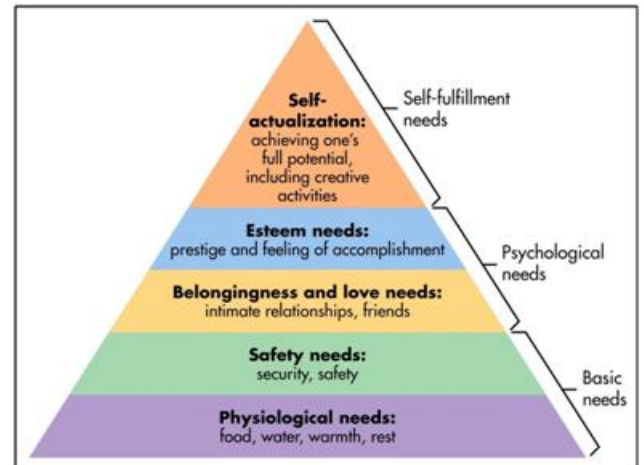 Self-
actualization:
achieving one's
full potential,
including creative
activities
Self-fulfillment
needs
Esteem needs:
prestige and feeling of accomplishment
Psychological
needs
Belongingness and love needs:
intimate relationships, friends
Safety needs:
security, safety
Basic
needs
Physiological needs:
food, water, warmth, rest